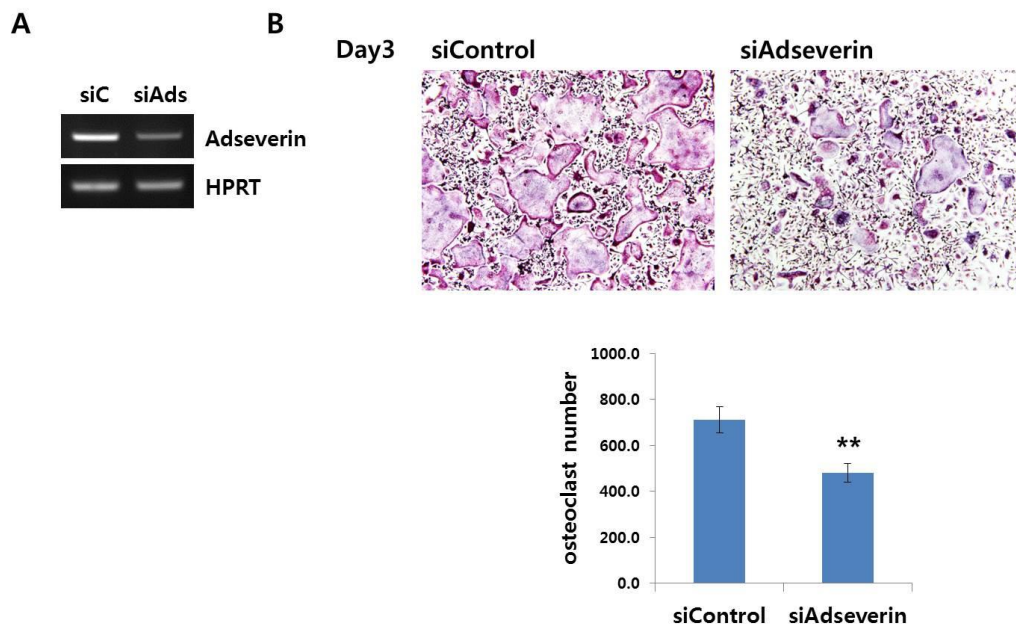 A
siC siAds
Adseverin
HPRT
B
Day3 siControl siAdseverin
osteoclast number
1000.0
800.0
600.0
400.0
200.0
0.0
**
siControl siAdseverin